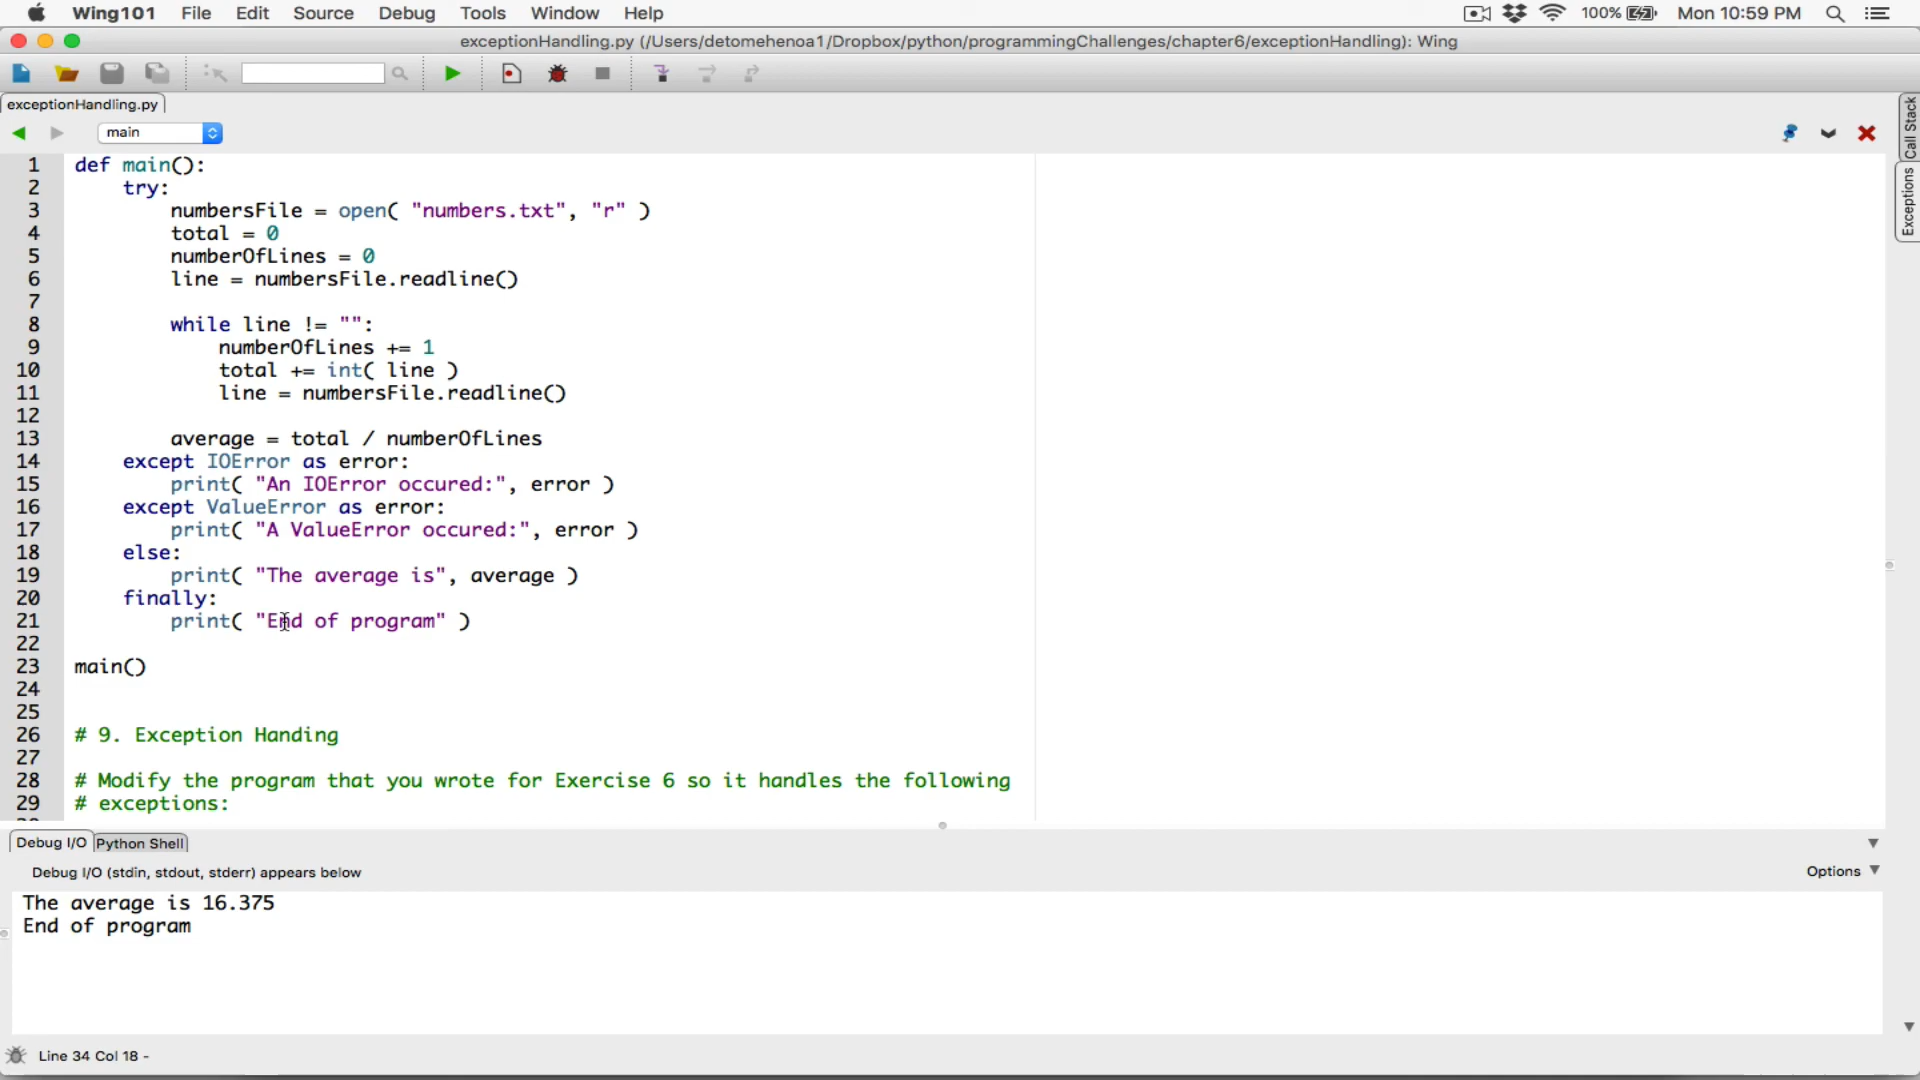 Wing101 File Edit Source Debug Tools Window Help 100% Mon 10:59 PM
exceptionHandling.py (/Users/detomehenoa1/Dropbox/python/programmingChallenges/chapter6/exceptionHandling): Wing
exceptionHandling.py
main
Call Stack
Exceptions
1 def main():
2 try:
3 numbersFile = open( "numbers.txt", "r" )
4 total = 0
5 numberOfLines = 0
6 line = numbersFile.readline()
7
8 while line != "":
9 numberOfLines += 1
10 total += int( line )
11 line = numbersFile.readline()
12
13 average = total / numberOfLines
14 except IOError as error:
15 print( "An IOError occured:", error )
16 except ValueError as error:
17 print( "A ValueError occured:", error )
18 else:
19 print( "The average is", average )
20 finally:
21 print( "End of program" )
22
23 main()
24
25
26 # 9. Exception Handing
27
28 # Modify the program that you wrote for Exercise 6 so it handles the following
29 # exceptions:
Debug I/O Python Shell
Debug I/O (stdin, stdout, stderr) appears below Options
The average is 16.375
End of program
Line 34 Col 18 -